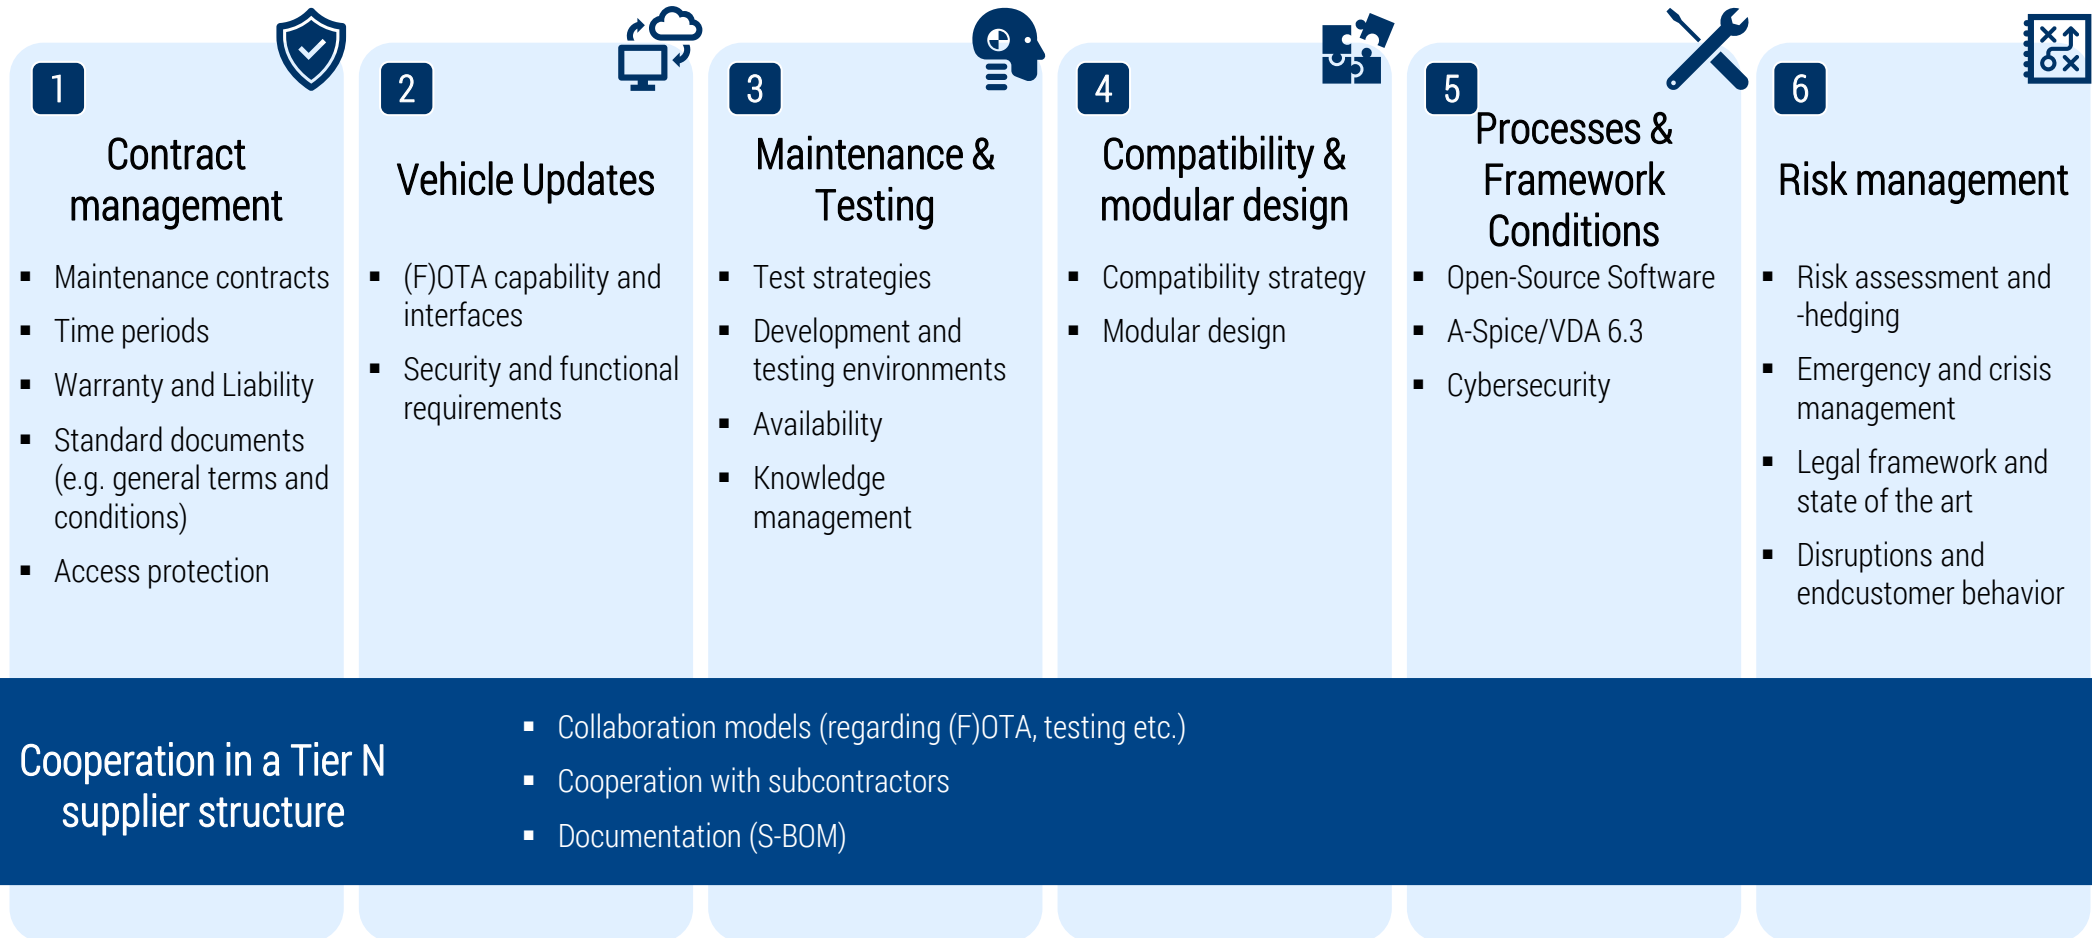 1
Contract
management
▪ Maintenance contracts
▪ Time periods
▪ Warranty and Liability
▪ Standard documents
(e.g. general terms and
conditions)
▪ Access protection
2
Vehicle Updates
▪ (F)OTA capability and
interfaces
▪ Security and functional
requirements
3
Maintenance &
Testing
▪ Test strategies
▪ Development and
testing environments
▪ Availability
▪ Knowledge
management
4
Compatibility &
modular design
▪ Compatibility strategy
▪ Modular design
5
Processes &
Framework
Conditions
▪ Open-Source Software
▪ A-Spice/VDA 6.3
▪ Cybersecurity
6
Risk management
▪ Risk assessment and
-hedging
▪ Emergency and crisis
management
▪ Legal framework and
state of the art
▪ Disruptions and
endcustomer behavior
Cooperation in a Tier N
supplier structure
▪ Collaboration models (regarding (F)OTA, testing etc.)
▪ Cooperation with subcontractors
▪ Documentation (S-BOM)